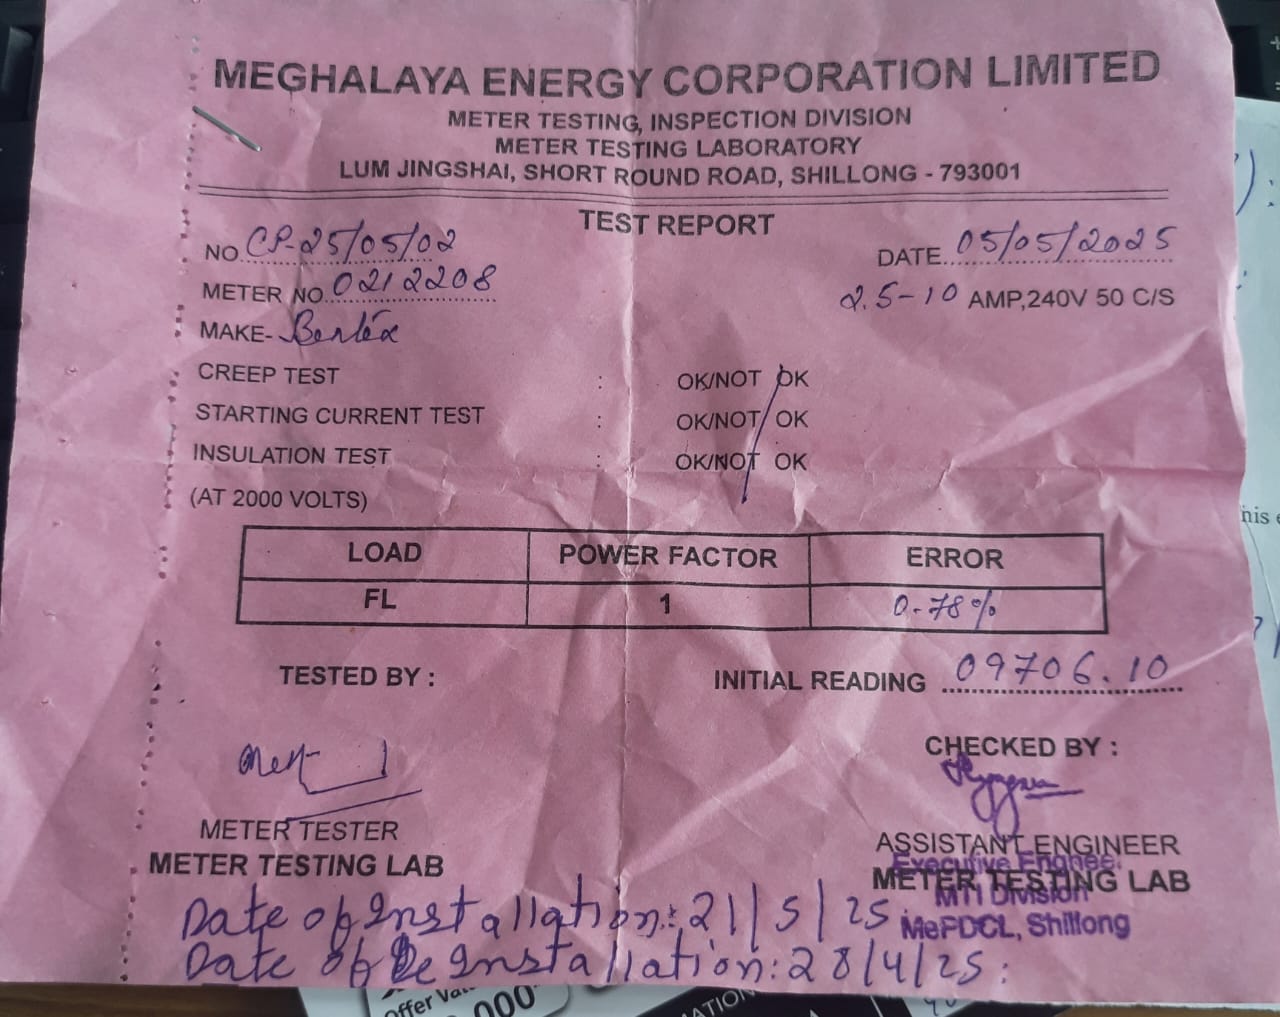 MEGHALAYA ENERGY CORPORATION LIMITED
METER TESTING, INSPECTION DIVISION
METER TESTING LABORATORY
LUM JINGSHAI, SHORT ROUND ROAD, SHILLONG - 793001
TEST REPORT
NO. CP-25/05/02
DATE 05/05/2025
METER NO. 0212208
2.5-10 AMP,240V 50 C/S
MAKE-
CREEP TEST : OK/NOT OK
STARTING CURRENT TEST : OK/NOT OK
INSULATION TEST : OK/NOT OK
(AT 2000 VOLTS)
LOAD POWER FACTOR ERROR
FL 1 0.78%
TESTED BY :
INITIAL READING 09706.10
CHECKED BY :
METER TESTER
METER TESTING LAB
ASSISTANT ENGINEER
Executive Enginee
METER TESTING LAB
MTI Division
MePDCL, Shillong
Date of Installation: 21/5/25
Date of De Installation: 28/4/25:
his
Offer
000